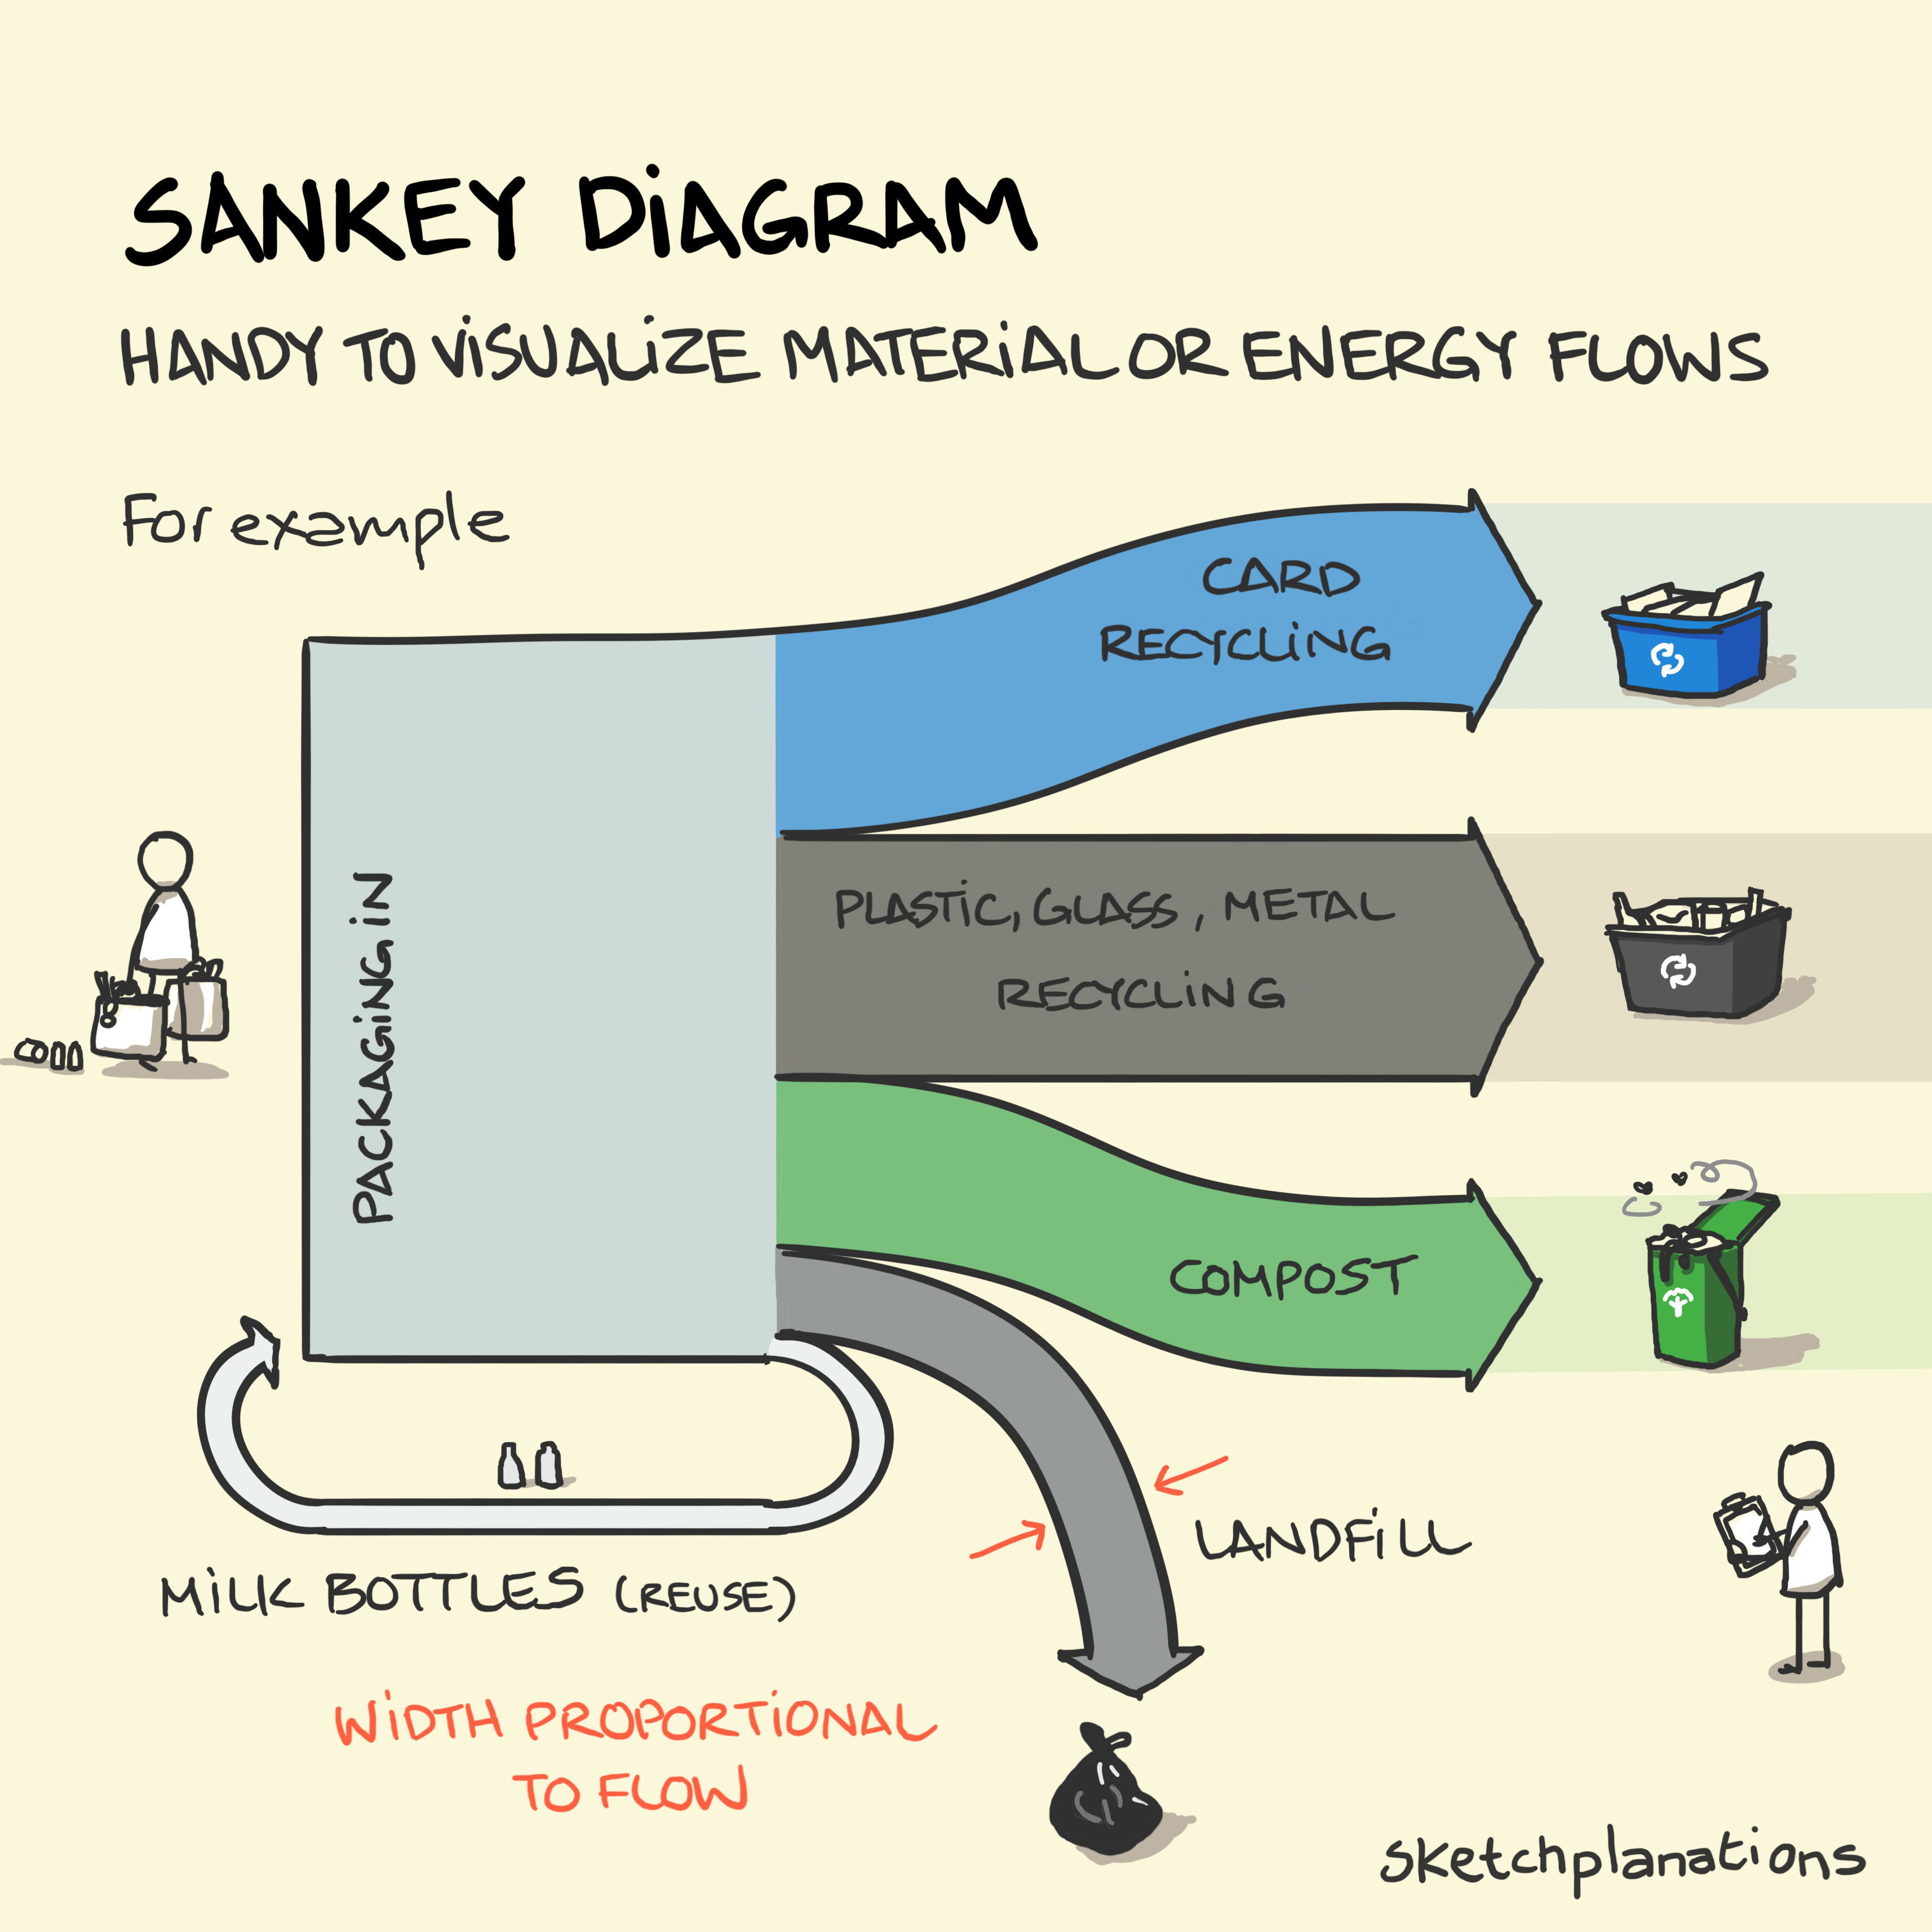 SANKEY DIAGRAM
HANDY TO VISUALIZE MATERIAL OR ENERGY FLOWS
For example
CARD
RECYCLING
PACKAGING IN
PLASTIC, GLASS, METAL
RECYCLING
COMPOST
LANDFILL
MILK BOTTLES (REUSE)
WIDTH PROPORTIONAL
TO FLOW
sketchplanations